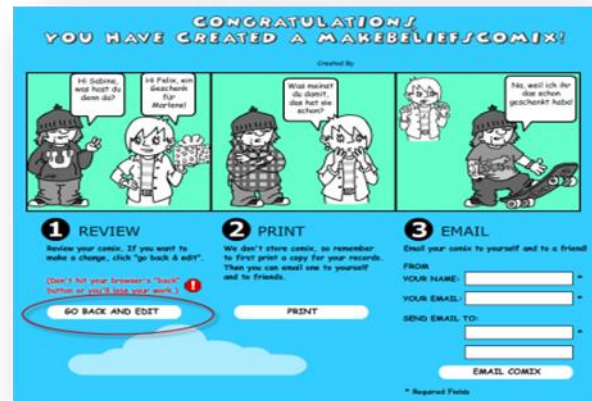 CONGRATULATIONS,
YOU HAVE CREATED A MAKEBELIEFSCOMIX!
Created By
Hi Sabine,
was hast du
denn da?
Hi Felix, ein
Geschenk
für
Marlene!
Was meinst
du damit,
das hat sie
schon?
Na, weil ich ihr
das schon
geschenkt habe!
1 REVIEW
Review your comix. If you want to
make a change, click "go back & edit".
(Don't hit your browser's "back"
button or you'll lose your work.)
GO BACK AND EDIT
2 PRINT
We don't store comix, so remember
to first print a copy for your records.
Then you can email one to yourself
and to friends.
PRINT
3 EMAIL
Email your comix to yourself and to a friend!
FROM
YOUR NAME: *
YOUR EMAIL: *
SEND EMAIL TO:
*
EMAIL COMIX
* Required Fields